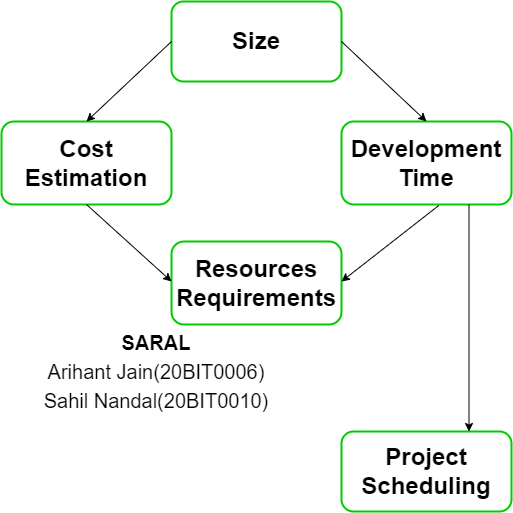 Size
Cost
Estimation
Development
Time
Resources
Requirements
SARAL
Arihant Jain(20BIT0006)
Sahil Nandal(20BIT0010)
Project
Scheduling